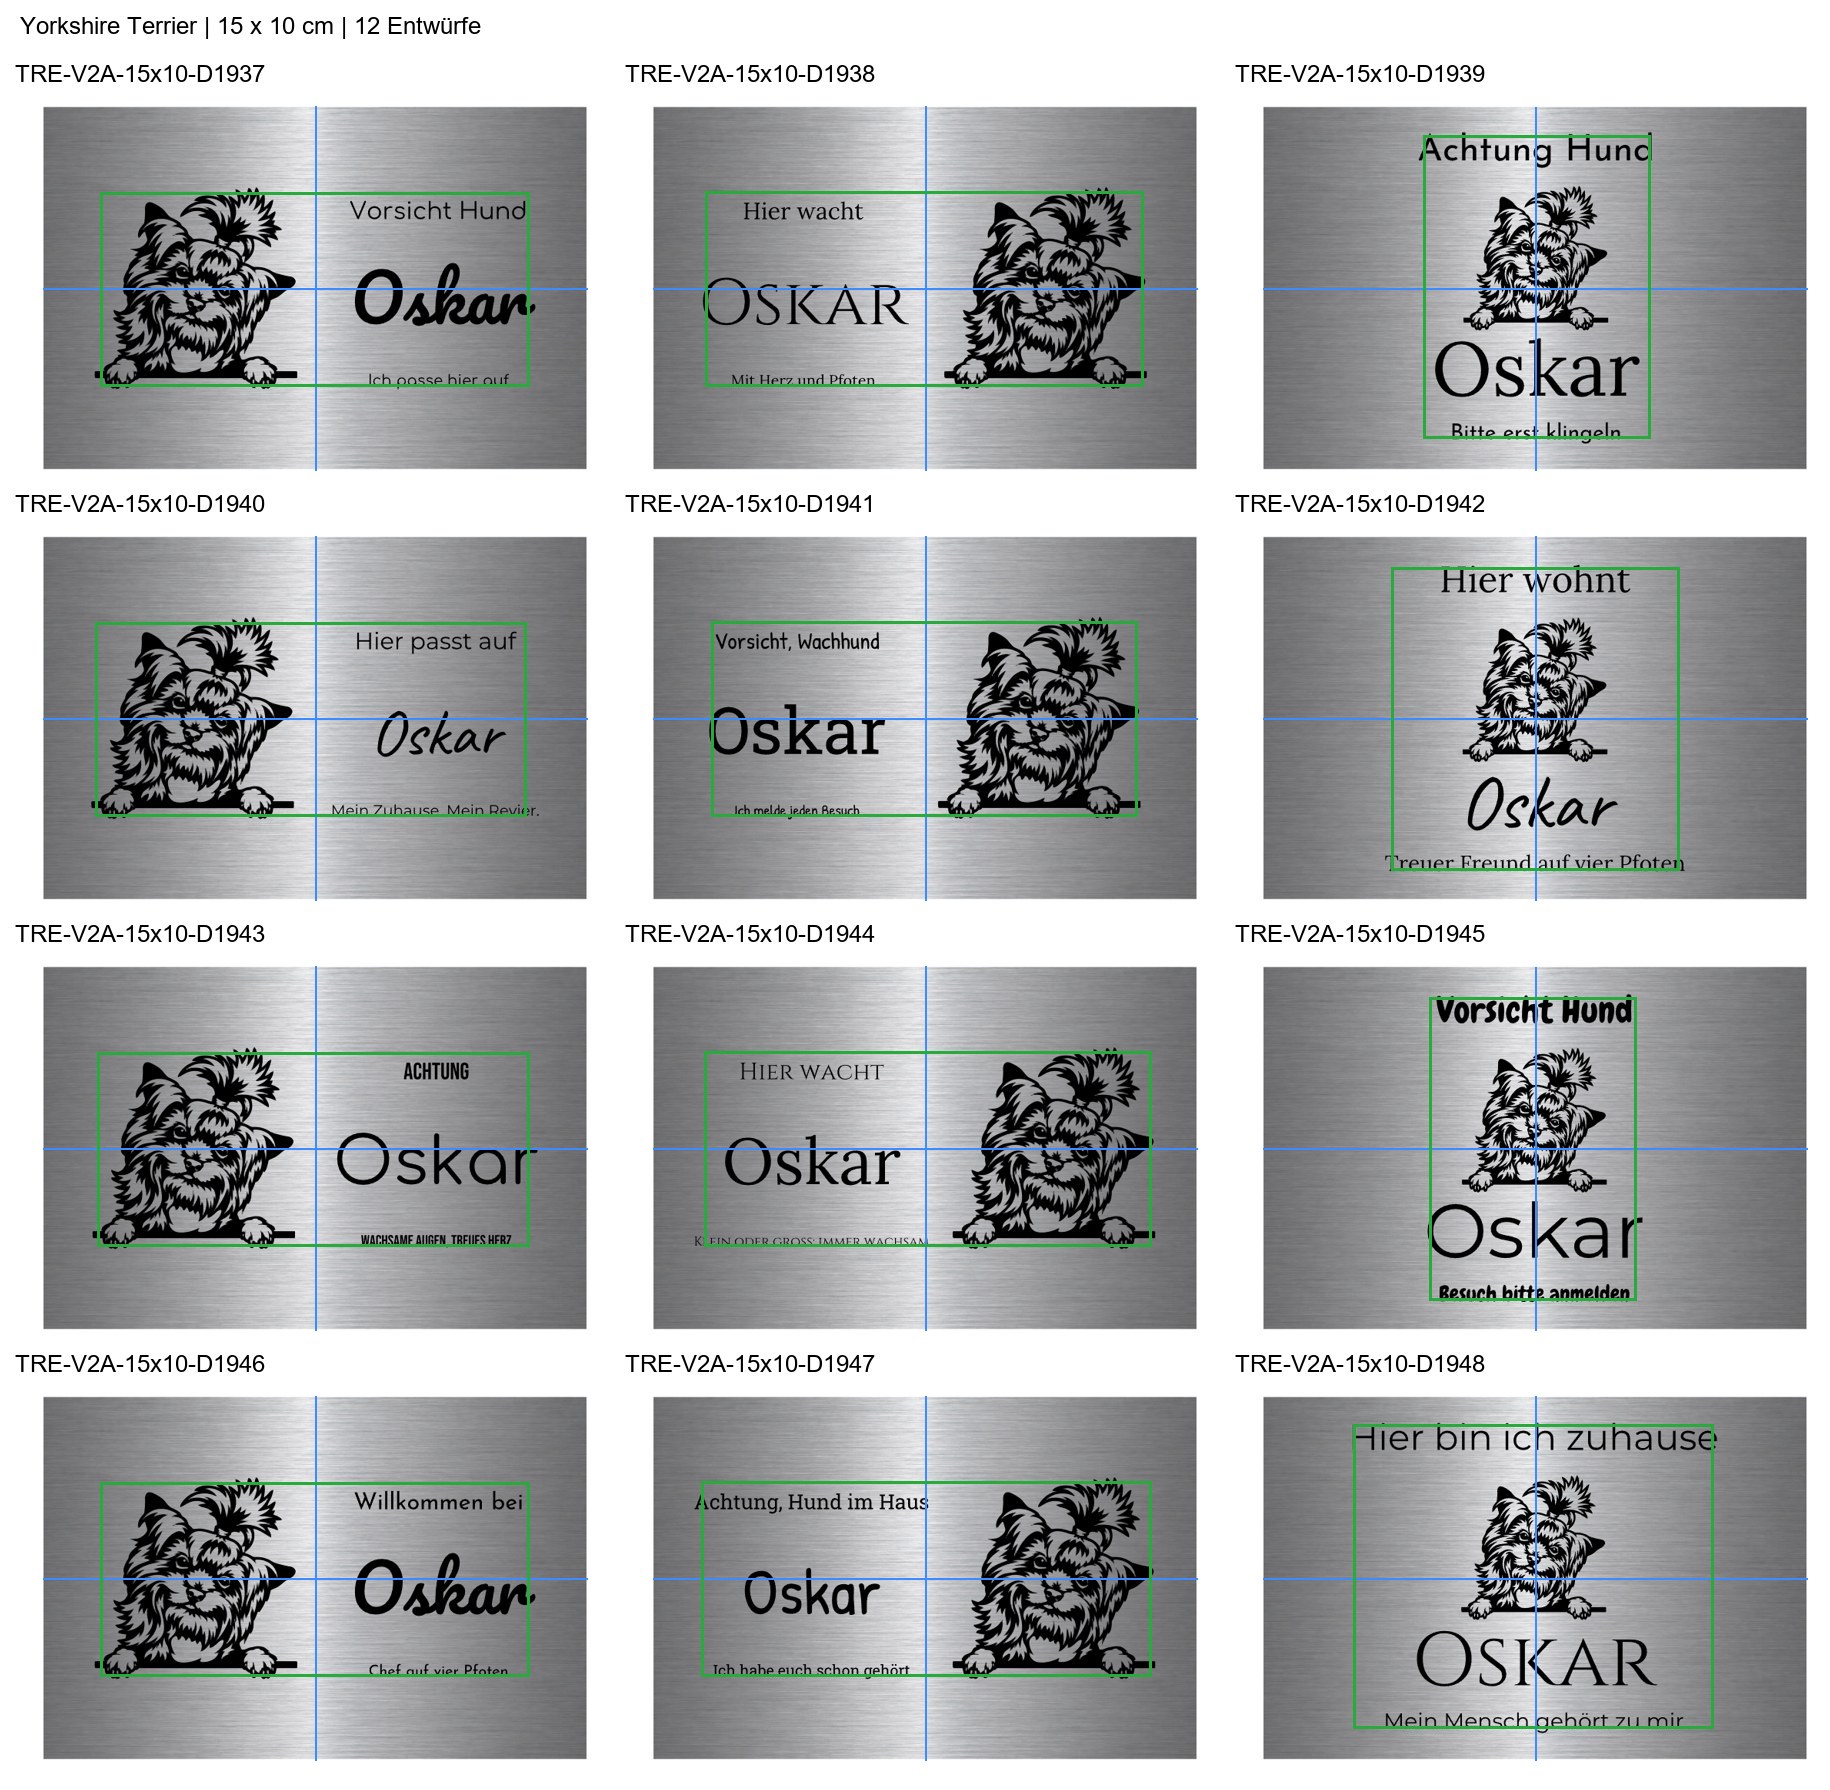 Yorkshire Terrier | 15 x 10 cm | 12 Entwürfe
TRE-V2A-15x10-D1937
Vorsicht Hund
Oskar
Ich passe hier auf
TRE-V2A-15x10-D1938
Hier wacht
OSKAR
Mit Herz und Pfoten
TRE-V2A-15x10-D1939
Achtung Hund
Oskar
Bitte erst klingeln
TRE-V2A-15x10-D1940
Hier passt auf
Oskar
Mein Zuhause. Mein Revier.
TRE-V2A-15x10-D1941
Vorsicht, Wachhund
Oskar
Ich melde jeden Besuch
TRE-V2A-15x10-D1942
Hier wohnt
Oskar
Treuer Freund auf vier Pfoten
TRE-V2A-15x10-D1943
ACHTUNG
Oskar
WACHSAME AUGEN, TREUES HERZ
TRE-V2A-15x10-D1944
HIER WACHT
Oskar
KLEIN ODER GROSS: IMMER WACHSAM
TRE-V2A-15x10-D1945
Vorsicht Hund
Oskar
Besuch bitte anmelden
TRE-V2A-15x10-D1946
Willkommen bei
Oskar
Chef auf vier Pfoten
TRE-V2A-15x10-D1947
Achtung, Hund im Haus
Oskar
Ich habe euch schon gehört
TRE-V2A-15x10-D1948
Hier bin ich zuhause
OSKAR
Mein Mensch gehört zu mir